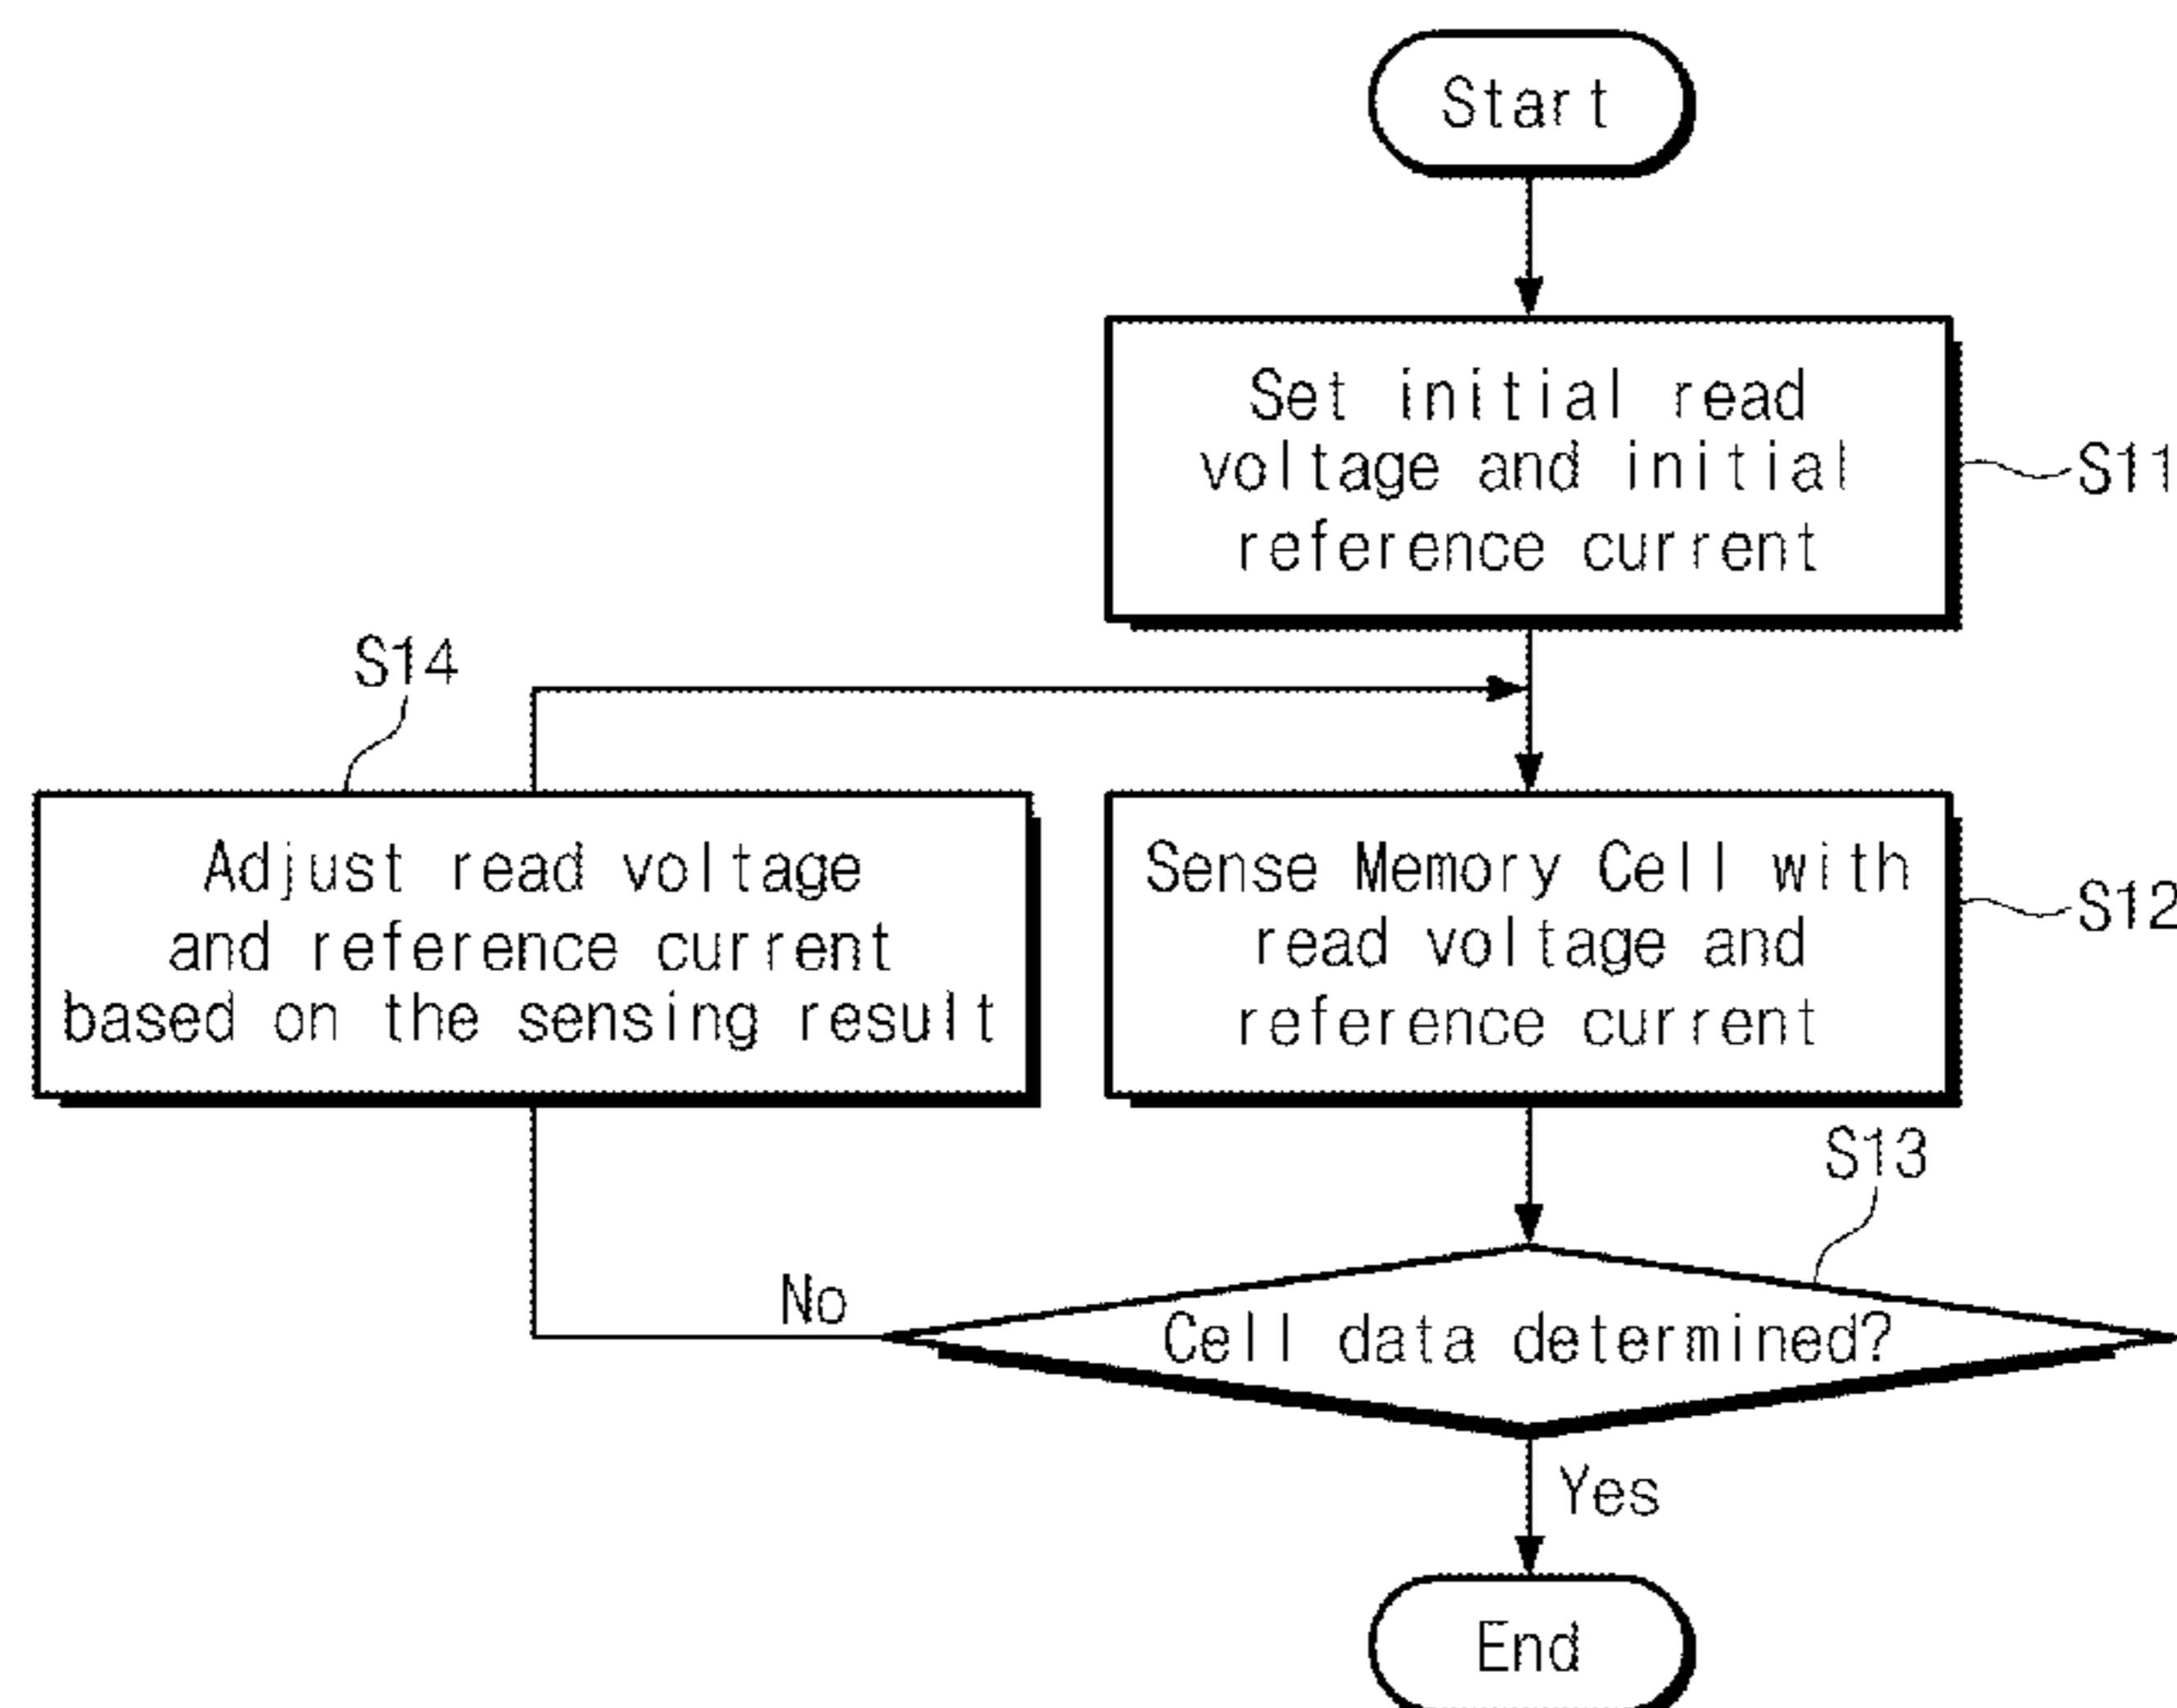 Start
Set initial read
voltage and initial
reference current
S11
S14
Adjust read voltage
and reference current
based on the sensing result
Sense Memory Cell with
read voltage and
reference current
S12
S13
Cell data determined?
No
Yes
End